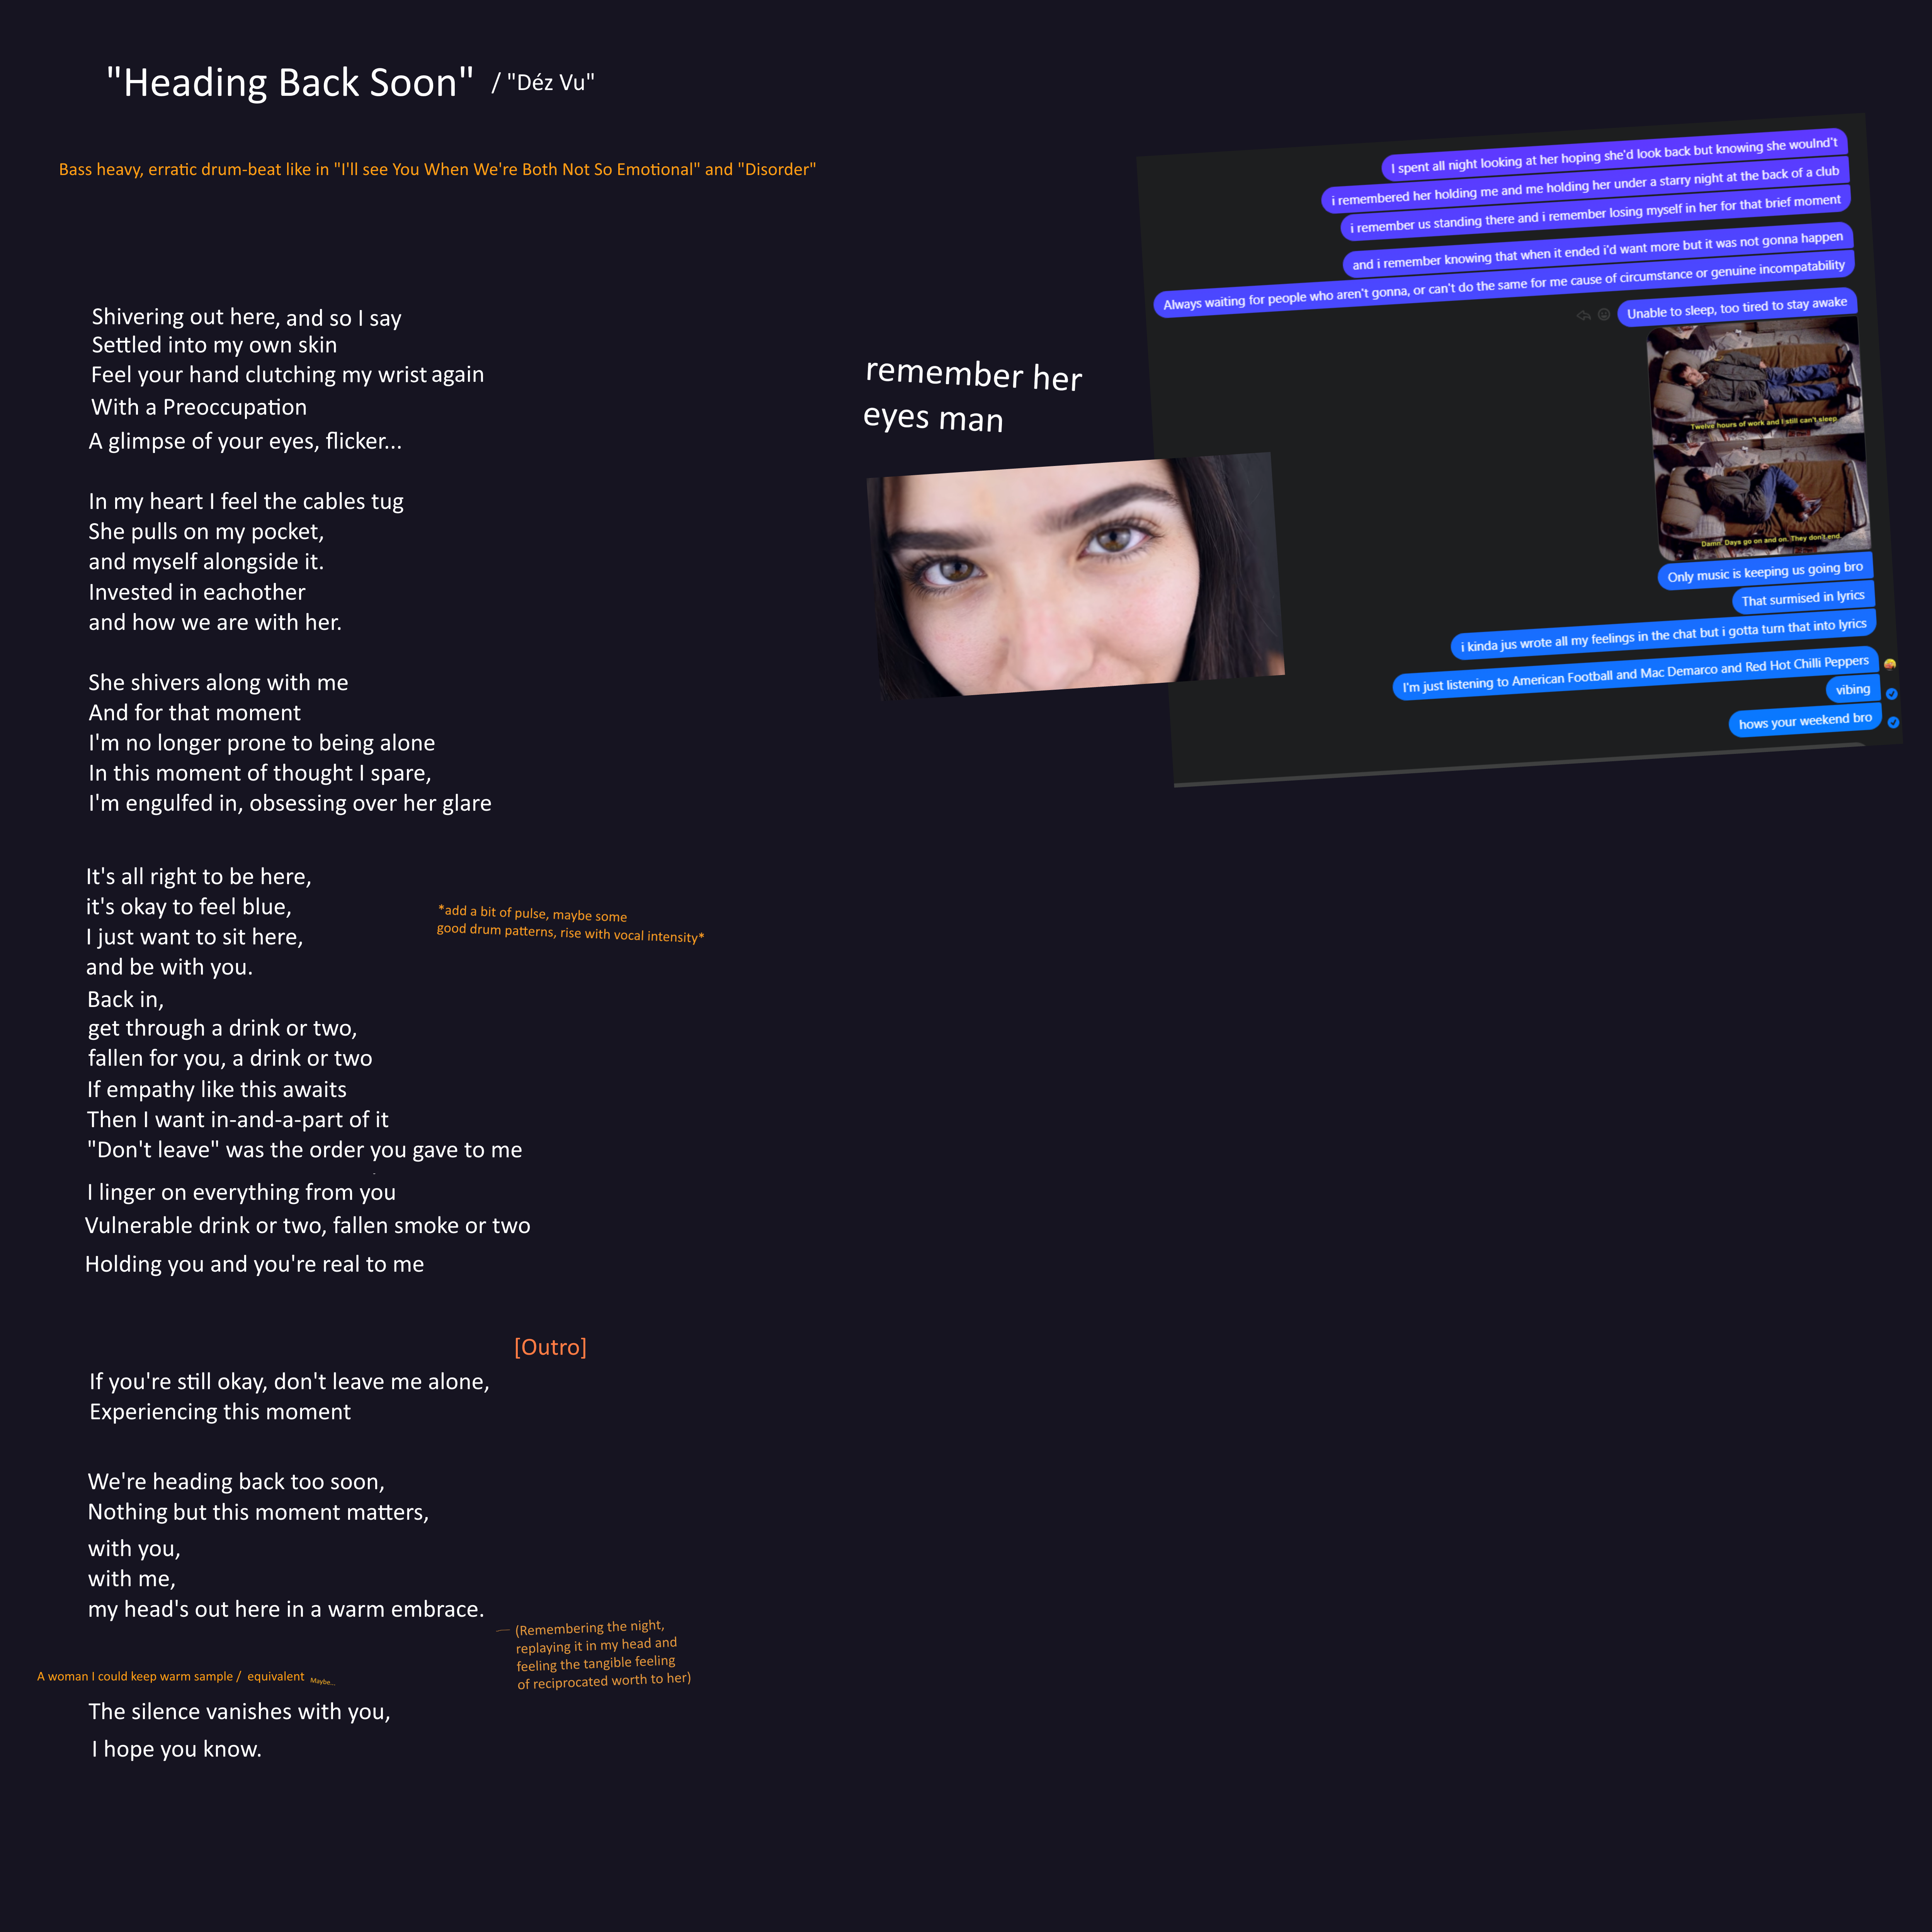 "Heading Back Soon" / "Déz Vu"
Bass heavy, erratic drum-beat like in "I'll see You When We're Both Not So Emotional" and "Disorder"
Shivering out here, and so I say
Settled into my own skin
Feel your hand clutching my wrist again
With a Preoccupation
A glimpse of your eyes, flicker...
In my heart I feel the cables tug
She pulls on my pocket,
and myself alongside it.
Invested in eachother
and how we are with her.
She shivers along with me
And for that moment
I'm no longer prone to being alone
In this moment of thought I spare,
I'm engulfed in, obsessing over her glare
It's all right to be here,
it's okay to feel blue,
I just want to sit here,
and be with you.
*add a bit of pulse, maybe some
good drum patterns, rise with vocal intensity*
Back in,
get through a drink or two,
fallen for you, a drink or two
If empathy like this awaits
Then I want in-and-a-part of it
"Don't leave" was the order you gave to me
I linger on everything from you
Vulnerable drink or two, fallen smoke or two
Holding you and you're real to me
[Outro]
If you're still okay, don't leave me alone,
Experiencing this moment
We're heading back too soon,
Nothing but this moment matters,
with you,
with me,
my head's out here in a warm embrace.
(Remembering the night,
replaying it in my head and
feeling the tangible feeling
of reciprocated worth to her)
A woman I could keep warm sample / equivalent Maybe...
The silence vanishes with you,
I hope you know.
remember her
eyes man
I spent all night looking at her hoping she'd look back but knowing she woulnd't
i remembered her holding me and me holding her under a starry night at the back of a club
i remember us standing there and i remember losing myself in her for that brief moment
and i remember knowing that when it ended i'd want more but it was not gonna happen
Always waiting for people who aren't gonna, or can't do the same for me cause of circumstance or genuine incompatability
Unable to sleep, too tired to stay awake
Twelve hours of work and I still can't sleep.
Damn. Days go on and on. They don't end.
Only music is keeping us going bro
That surmised in lyrics
i kinda jus wrote all my feelings in the chat but i gotta turn that into lyrics
I'm just listening to American Football and Mac Demarco and Red Hot Chilli Peppers
vibing
hows your weekend bro